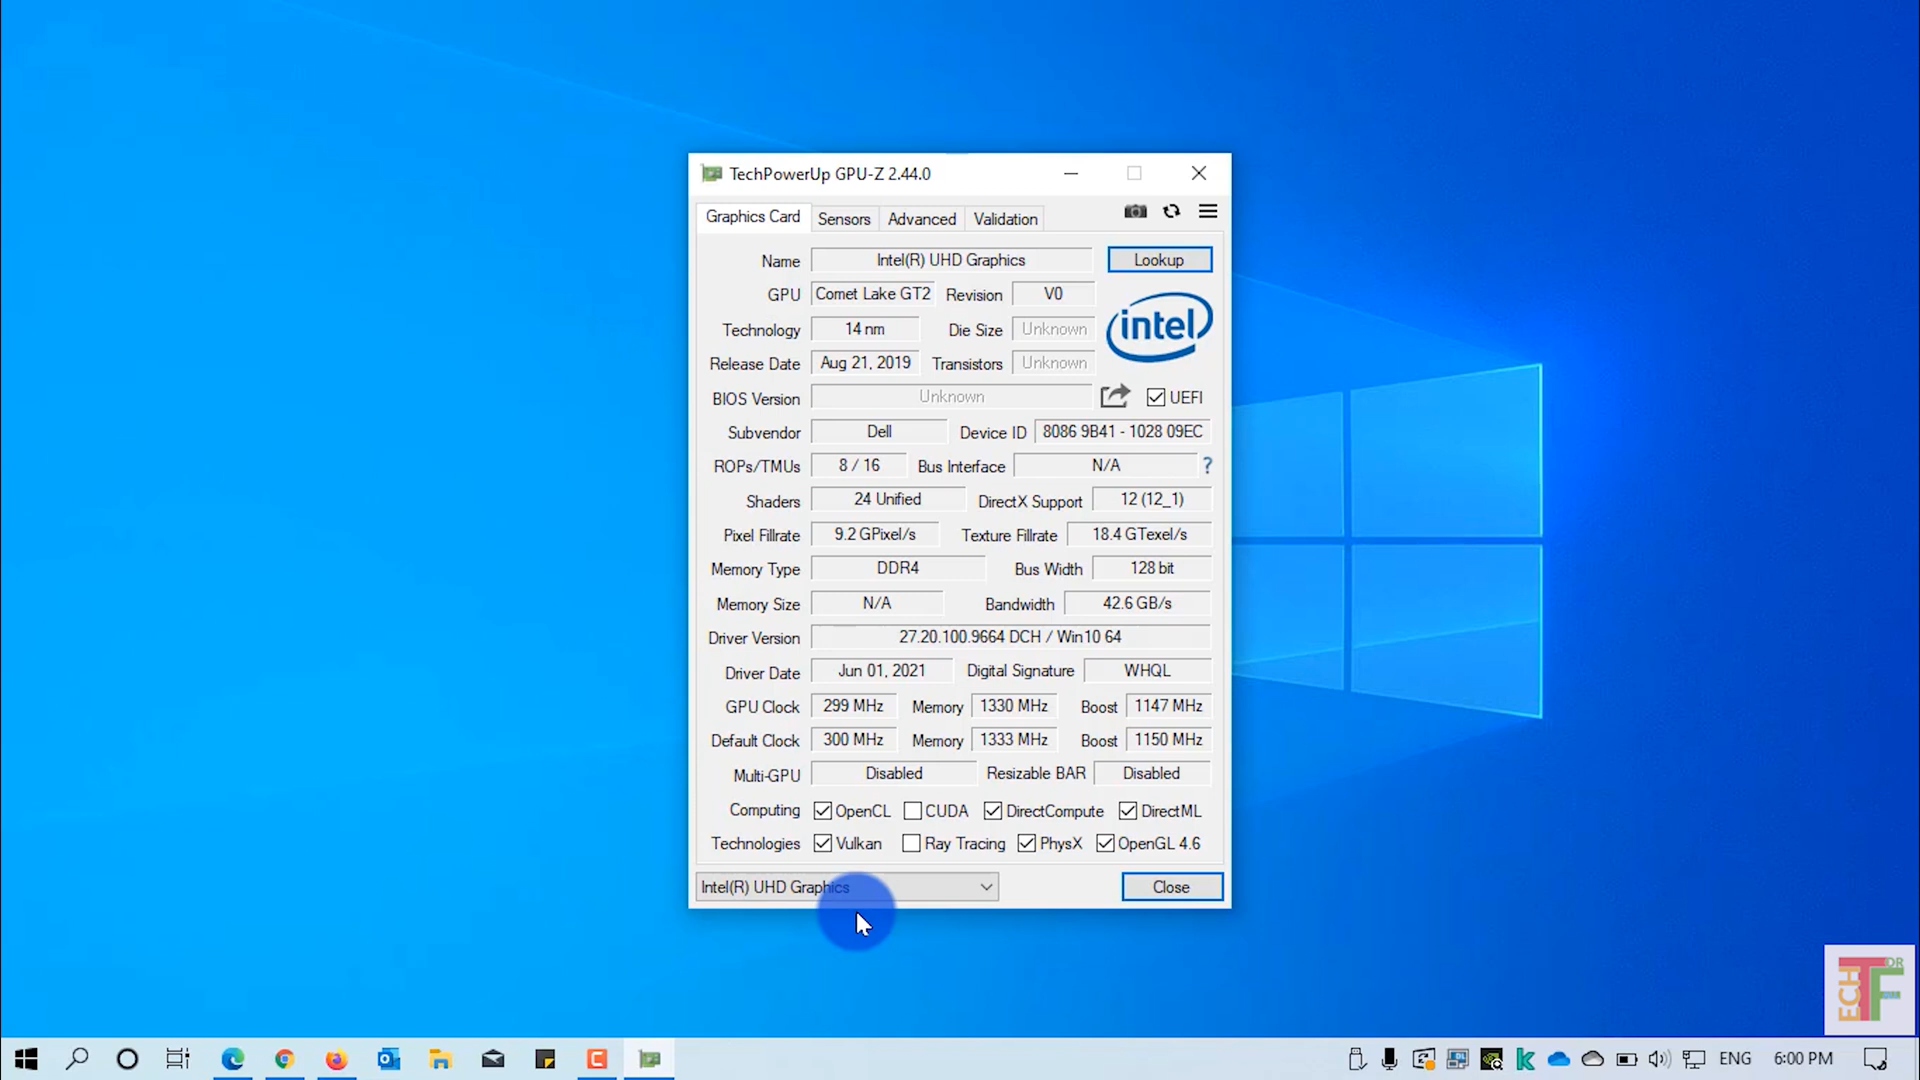 TechPowerUp GPU-Z 2.44.0
Graphics Card Sensors Advanced Validation
Name Intel(R) UHD Graphics Lookup
GPU Comet Lake GT2 Revision V0
intel
Technology 14 nm Die Size Unknown
Release Date Aug 21, 2019 Transistors Unknown
BIOS Version Unknown UEFI
Subvendor Dell Device ID 8086 9B41 - 1028 09EC
ROPs/TMUs 8 / 16 Bus Interface N/A ?
Shaders 24 Unified DirectX Support 12 (12_1)
Pixel Fillrate 9.2 GPixel/s Texture Fillrate 18.4 GTexel/s
Memory Type DDR4 Bus Width 128 bit
Memory Size N/A Bandwidth 42.6 GB/s
Driver Version 27.20.100.9664 DCH / Win10 64
Driver Date Jun 01, 2021 Digital Signature WHQL
GPU Clock 299 MHz Memory 1330 MHz Boost 1147 MHz
Default Clock 300 MHz Memory 1333 MHz Boost 1150 MHz
Multi-GPU Disabled Resizable BAR Disabled
Computing OpenCL CUDA DirectCompute DirectML
Technologies Vulkan Ray Tracing PhysX OpenGL 4.6
Intel(R) UHD Graphics Close
ECH T F DR
ENG 6:00 PM